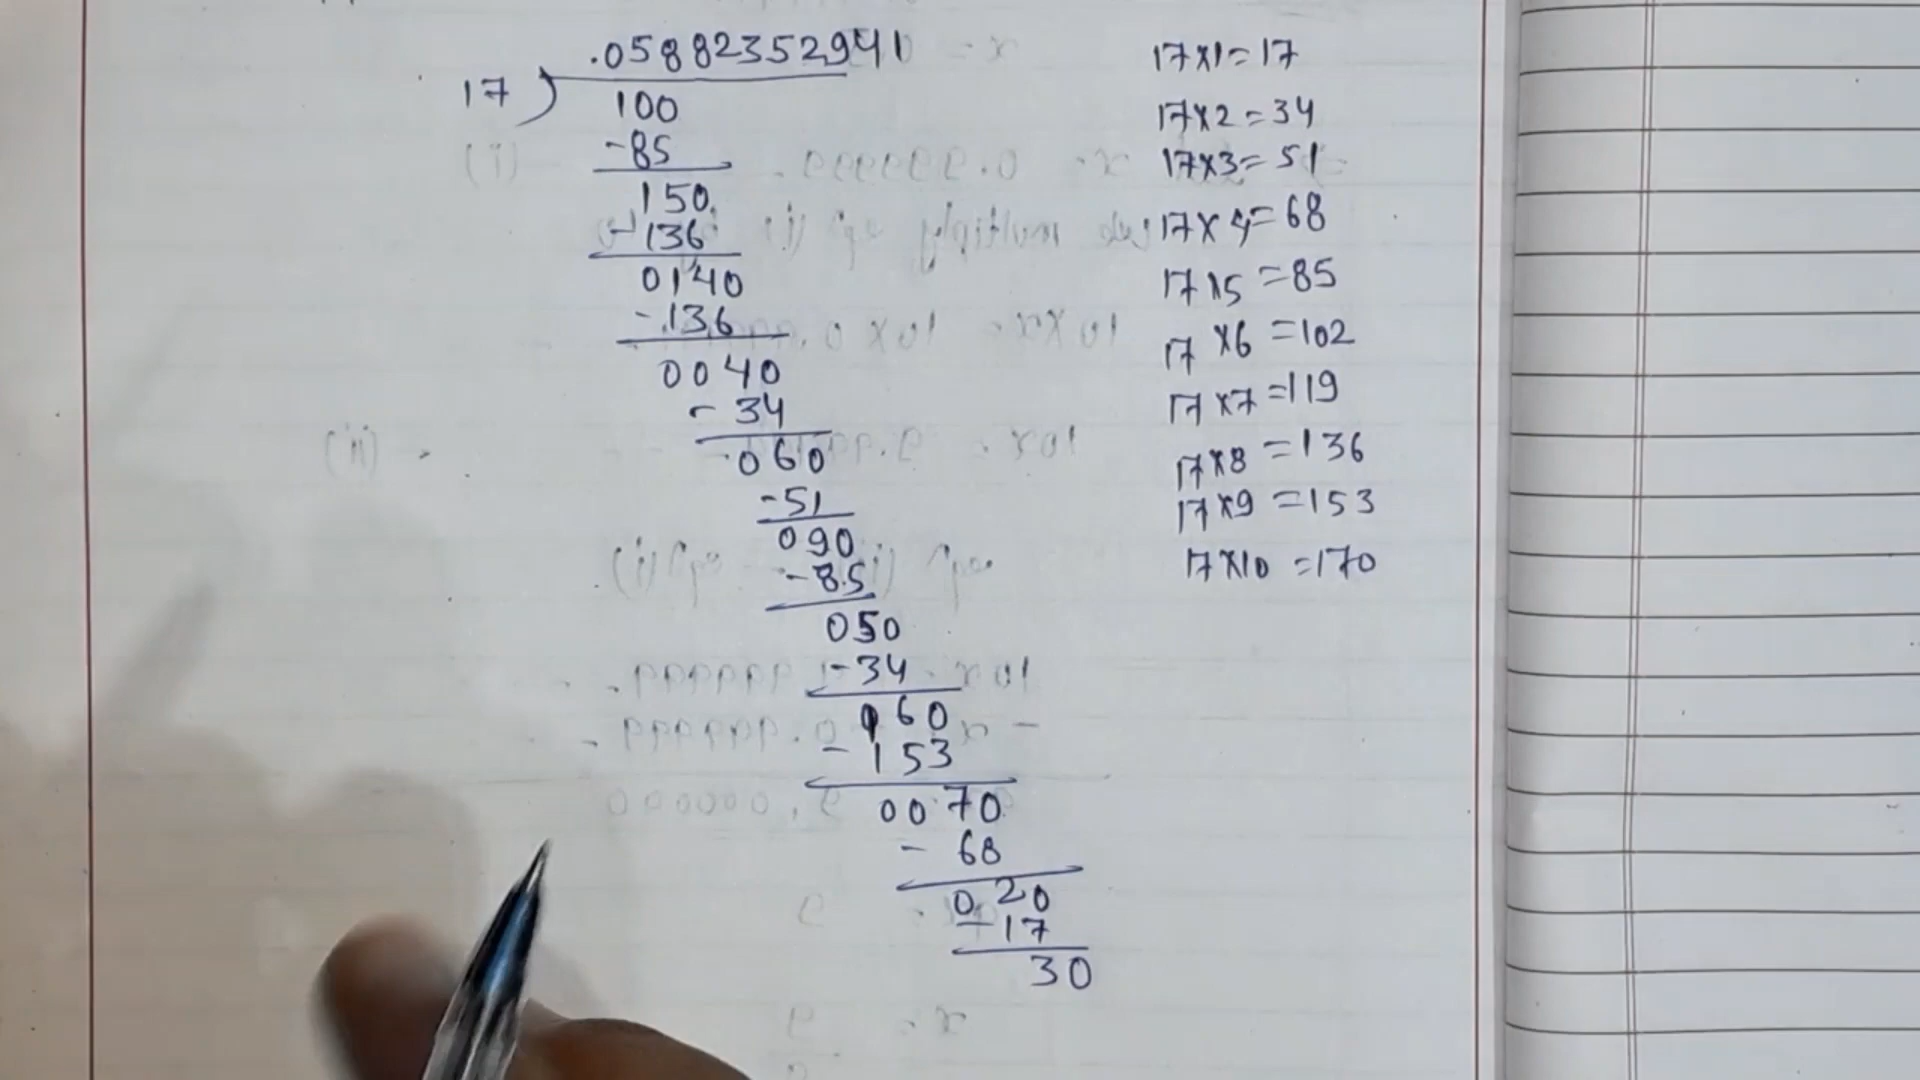 .05882352941
17 ) 100
-85
150
-136
0140
-136
0040
-34
060
-51
090
-85
050
-34
160
-153
0070
-68
020
-17
30
17x1=17
17x2=34
17x3=51
17x4=68
17x5=85
17x6=102
17x7=119
17x8=136
17x9=153
17x10=170